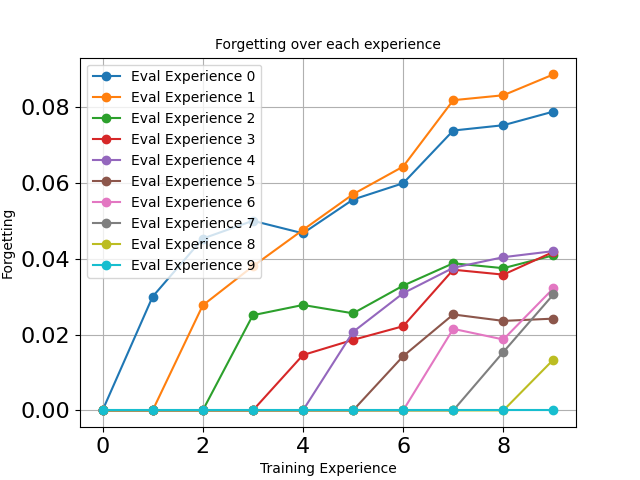 Forgetting over each experience
Eval Experience 0
Eval Experience 1
Eval Experience 2
Eval Experience 3
Eval Experience 4
Eval Experience 5
Eval Experience 6
Eval Experience 7
Eval Experience 8
Eval Experience 9
0.08
0.06
0.04
0.02
0.00
Forgetting
0 2 4 6 8
Training Experience